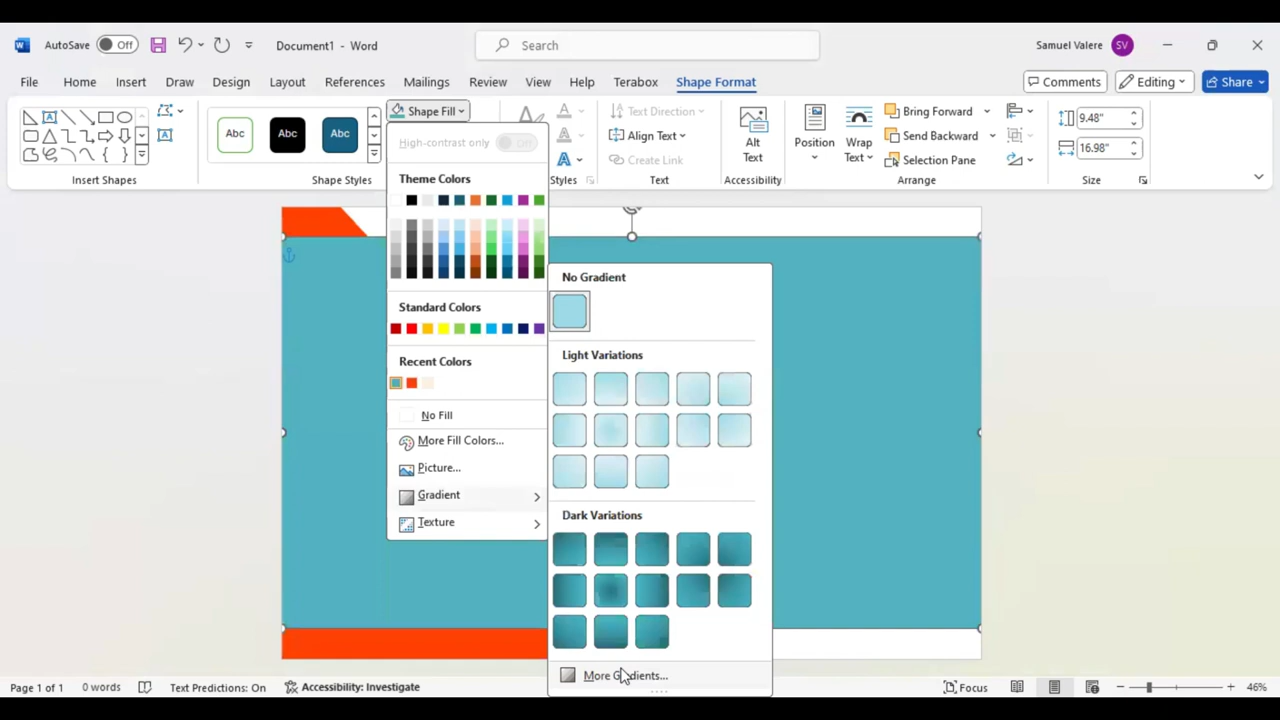 AutoSave Off Document1 - Word Search Samuel Valere SV
File Home Insert Draw Design Layout References Mailings Review View Help Terabox Shape Format Comments Editing Share
Abc Abc Abc Shape Fill Text Direction Bring Forward 9.48"
High-contrast only Align Text Alt Text Position Wrap Text Send Backward 16.98"
Create Link Selection Pane
Insert Shapes Shape Styles Styles Text Accessibility Arrange Size
Theme Colors
Standard Colors
Recent Colors
No Fill
More Fill Colors...
Picture...
Gradient
Texture
No Gradient
Light Variations
Dark Variations
More Gradients...
Page 1 of 1 0 words Text Predictions: On Accessibility: Investigate Focus 46%